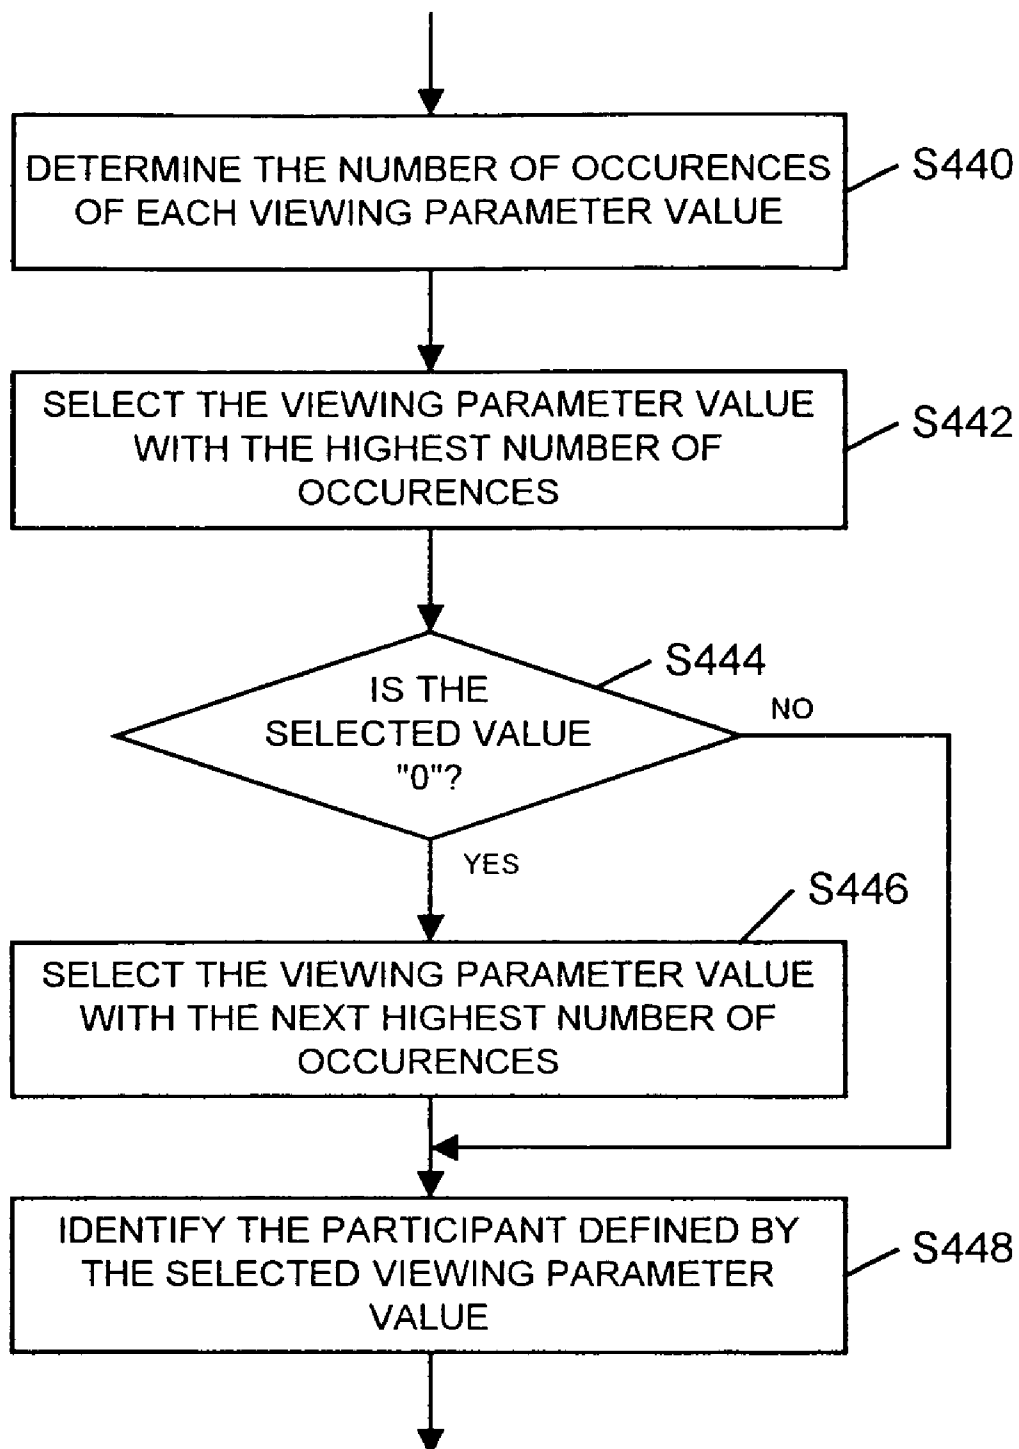 DETERMINE THE NUMBER OF OCCURENCES
OF EACH VIEWING PARAMETER VALUE
S440
SELECT THE VIEWING PARAMETER VALUE
WITH THE HIGHEST NUMBER OF
OCCURENCES
S442
S444
IS THE
SELECTED VALUE
"0"?
NO
YES
S446
SELECT THE VIEWING PARAMETER VALUE
WITH THE NEXT HIGHEST NUMBER OF
OCCURENCES
IDENTIFY THE PARTICIPANT DEFINED BY
THE SELECTED VIEWING PARAMETER
VALUE
S448